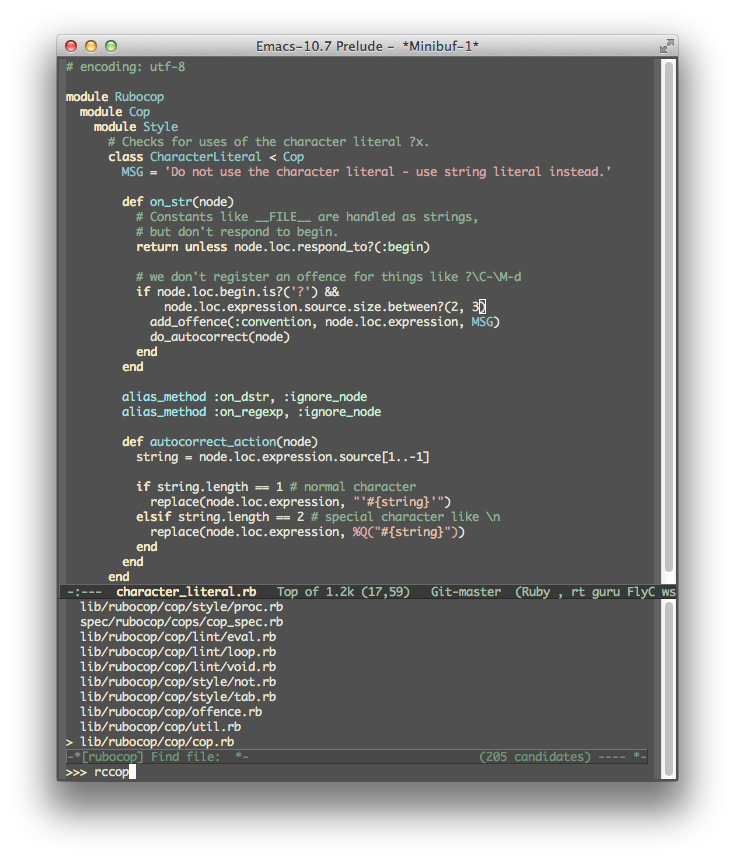 Emacs-10.7 Prelude - *Minibuf-1*
# encoding: utf-8
module Rubocop
  module Cop
    module Style
      # Checks for uses of the character literal ?x.
      class CharacterLiteral < Cop
        MSG = 'Do not use the character literal - use string literal instead.'
        def on_str(node)
          # Constants like __FILE__ are handled as strings,
          # but don't respond to begin.
          return unless node.loc.respond_to?(:begin)
          # we don't register an offence for things like ?\C-\M-d
          if node.loc.begin.is?('?') &&
              node.loc.expression.source.size.between?(2, 3)
            add_offence(:convention, node.loc.expression, MSG)
            do_autocorrect(node)
          end
        end
        alias_method :on_dstr, :ignore_node
        alias_method :on_regexp, :ignore_node
        def autocorrect_action(node)
          string = node.loc.expression.source[1..-1]
          if string.length == 1 # normal character
            replace(node.loc.expression, "'#{string}'")
          elsif string.length == 2 # special character like \n
            replace(node.loc.expression, %Q("#{string}"))
          end
        end
      end
-:---  character_literal.rb   Top of 1.2k (17,59)   Git-master  (Ruby , rt guru FlyC ws
  lib/rubocop/cop/style/proc.rb
  spec/rubocop/cops/cop_spec.rb
  lib/rubocop/cop/lint/eval.rb
  lib/rubocop/cop/lint/loop.rb
  lib/rubocop/cop/lint/void.rb
  lib/rubocop/cop/style/not.rb
  lib/rubocop/cop/style/tab.rb
  lib/rubocop/cop/offence.rb
  lib/rubocop/cop/util.rb
> lib/rubocop/cop/cop.rb
-*[rubocop] Find file:  *-                                 (205 candidates) ---- *-
>>> rccop